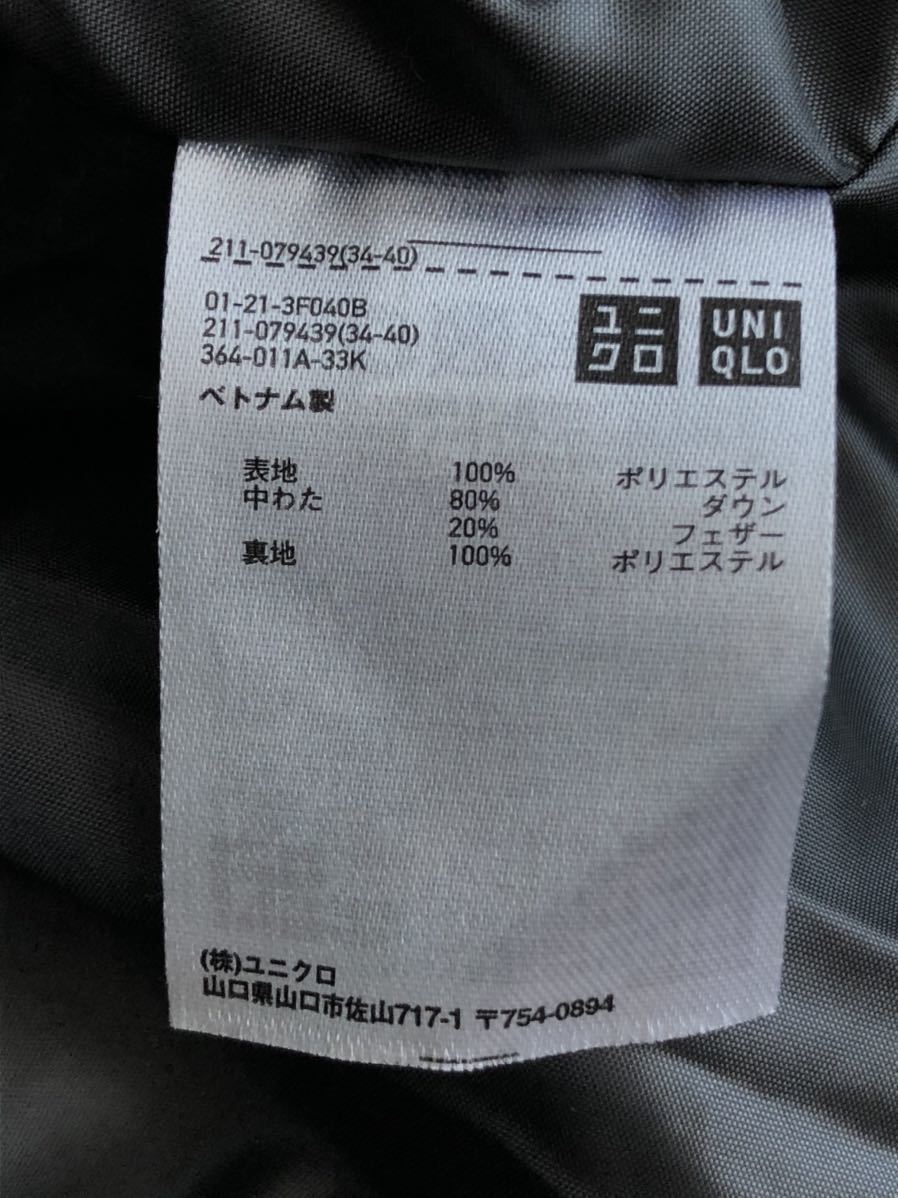 211-079439(34-40)
01-21-3F040B
211-079439(34-40)
364-011A-33K
ユニ
クロ
UNI
QLO
ベトナム製
表地 100% ポリエステル
中わた 80% ダウン
20% フェザー
裏地 100% ポリエステル
(株)ユニクロ
山口県山口市佐山717-1 〒754-0894